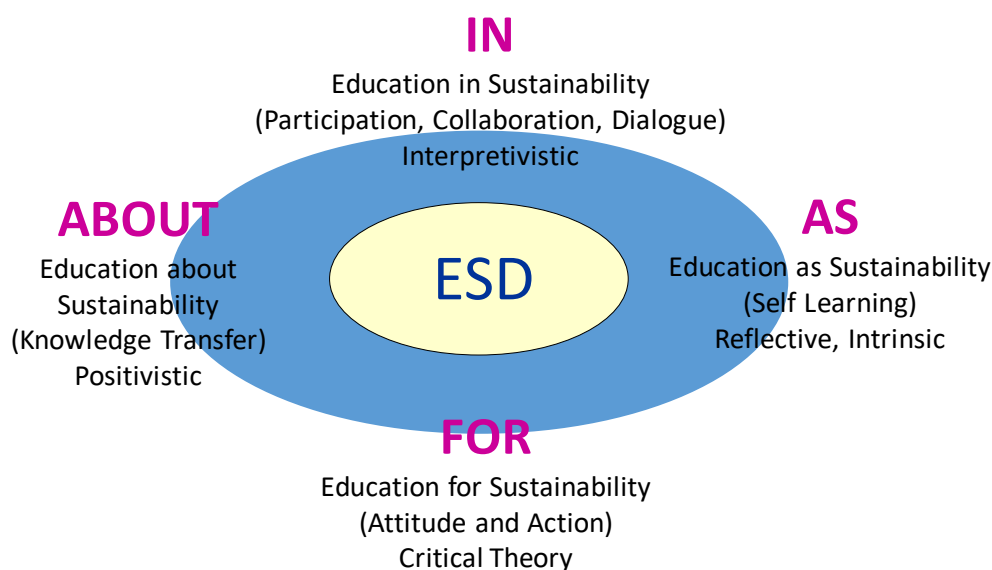 IN
Education in Sustainability
(Participation, Collaboration, Dialogue)
Interpretivistic
ABOUT
Education about
Sustainability
(Knowledge Transfer)
Positivistic
ESD
AS
Education as Sustainability
(Self Learning)
Reflective, Intrinsic
FOR
Education for Sustainability
(Attitude and Action)
Critical Theory